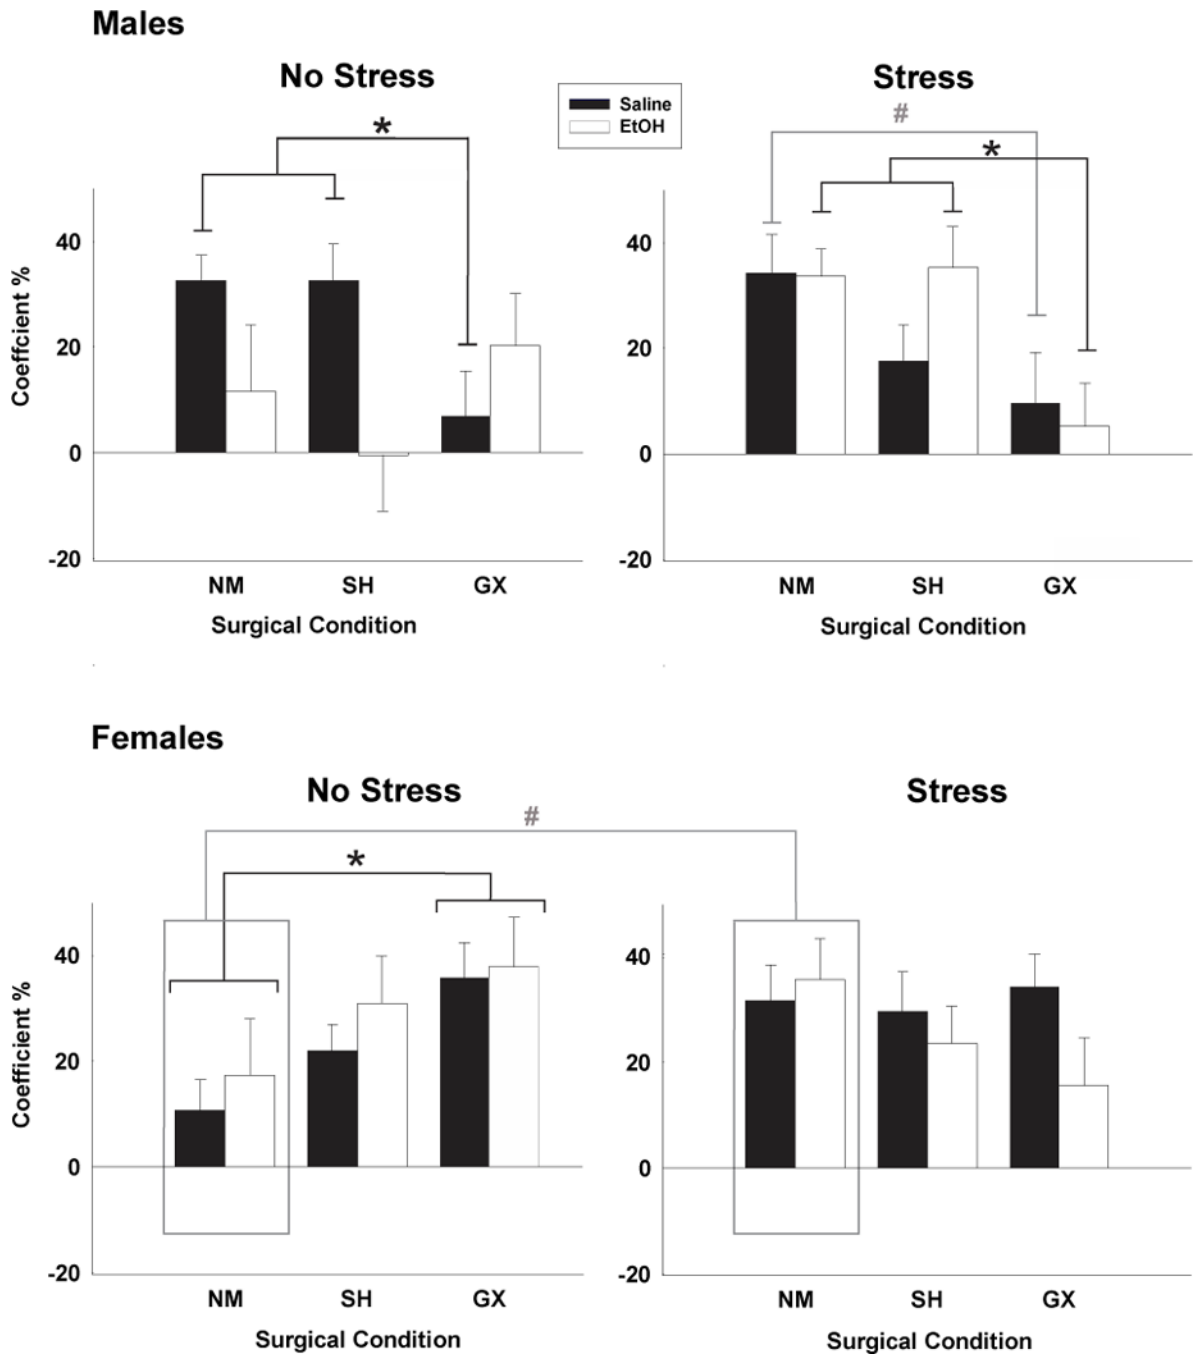 Males
No Stress
Stress
Saline
EtOH
*
#
*
Coeffcient %
40
20
0
-20
40
20
0
-20
NM SH GX
NM SH GX
Surgical Condition
Surgical Condition
Females
No Stress
Stress
#
*
Coefficient %
40
20
0
-20
40
20
0
-20
NM SH GX
NM SH GX
Surgical Condition
Surgical Condition